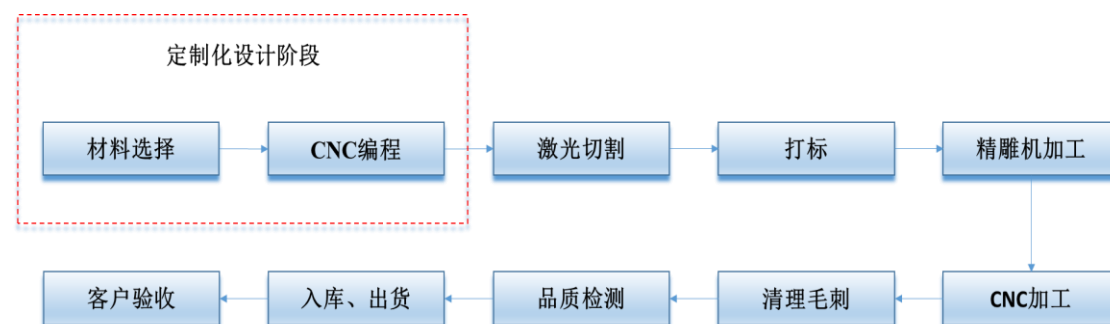 定制化设计阶段
材料选择
CNC编程
激光切割
打标
精雕机加工
CNC加工
清理毛刺
品质检测
入库、出货
客户验收